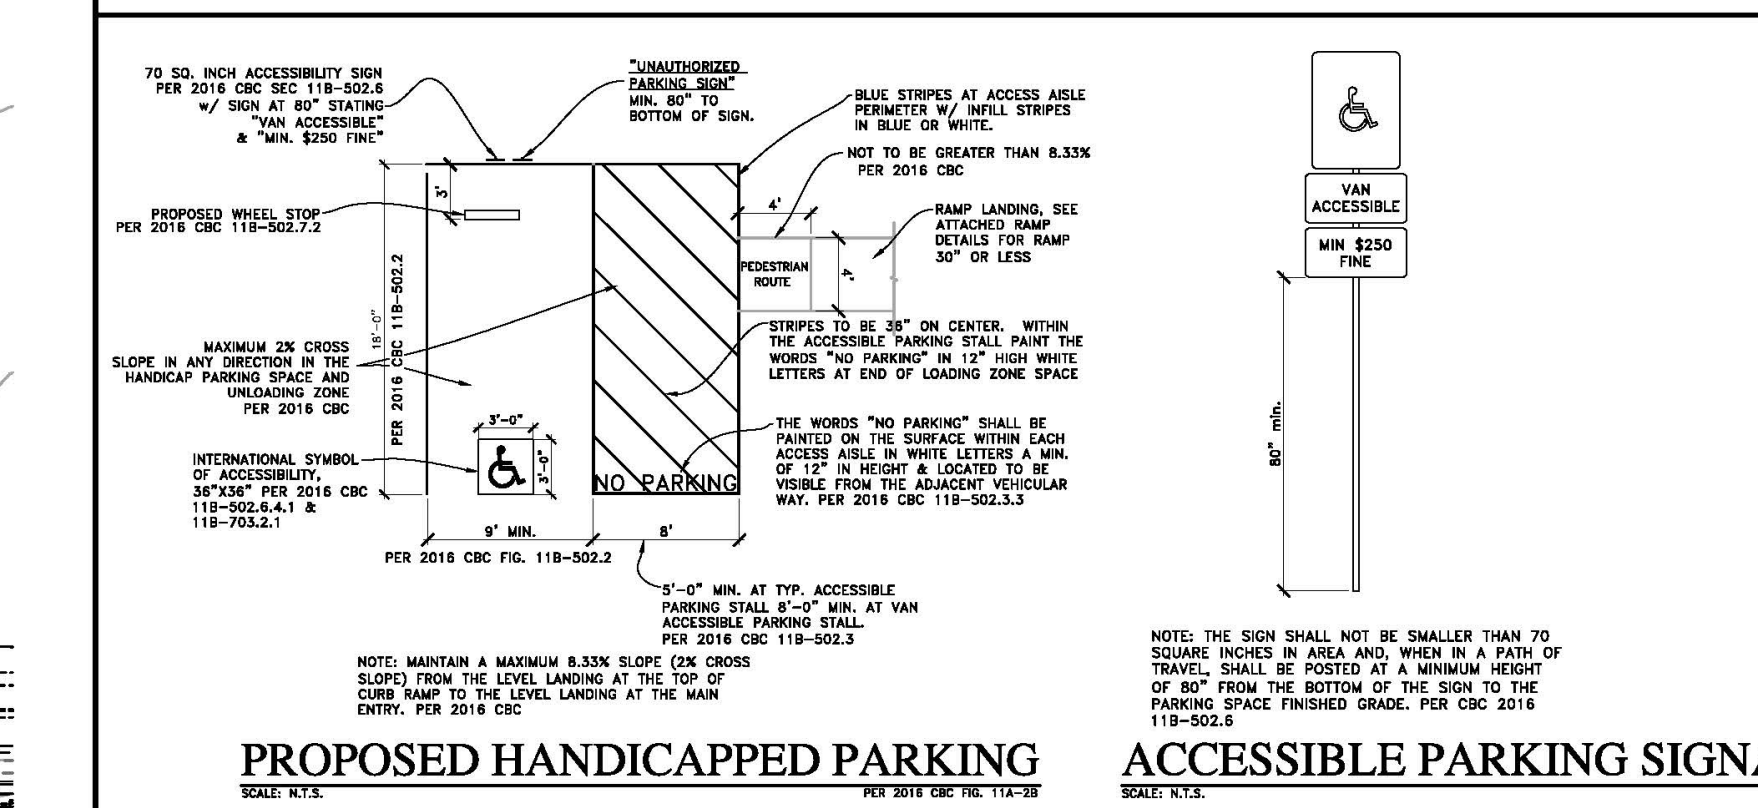 70 SQ. INCH ACCESSIBILITY SIGN
PER 2016 CBC SEC 11B-502.6
w/ SIGN AT 80" STATING
"VAN ACCESSIBLE"
& "MIN. $250 FINE"
"UNAUTHORIZED
PARKING SIGN"
MIN. 80" TO
BOTTOM OF SIGN.
BLUE STRIPES AT ACCESS AISLE
PERIMETER W/ INFILL STRIPES
IN BLUE OR WHITE.
NOT TO BE GREATER THAN 8.33%
PER 2016 CBC
3'
PROPOSED WHEEL STOP
PER 2016 CBC 11B-502.7.2
4'
RAMP LANDING, SEE
ATTACHED RAMP
DETAILS FOR RAMP
30" OR LESS
PEDESTRIAN
ROUTE
4'
18'-0"
PER 2016 CBC 11B-502.2
STRIPES TO BE 36" ON CENTER. WITHIN
THE ACCESSIBLE PARKING STALL PAINT THE
WORDS "NO PARKING" IN 12" HIGH WHITE
LETTERS AT END OF LOADING ZONE SPACE
MAXIMUM 2% CROSS
SLOPE IN ANY DIRECTION IN THE
HANDICAP PARKING SPACE AND
UNLOADING ZONE
PER 2016 CBC
3'-0"
3'-0"
THE WORDS "NO PARKING" SHALL BE
PAINTED ON THE SURFACE WITHIN EACH
ACCESS AISLE IN WHITE LETTERS A MIN.
OF 12" IN HEIGHT & LOCATED TO BE
VISIBLE FROM THE ADJACENT VEHICULAR
WAY. PER 2016 CBC 11B-502.3.3
INTERNATIONAL SYMBOL
OF ACCESSIBILITY,
36"X36" PER 2016 CBC
11B-502.6.4.1 &
11B-703.2.1
NO PARKING
9' MIN.
8'
PER 2016 CBC FIG. 11B-502.2
5'-0" MIN. AT TYP. ACCESSIBLE
PARKING STALL 8'-0" MIN. AT VAN
ACCESSIBLE PARKING STALL.
PER 2016 CBC 11B-502.3
NOTE: MAINTAIN A MAXIMUM 8.33% SLOPE (2% CROSS
SLOPE) FROM THE LEVEL LANDING AT THE TOP OF
CURB RAMP TO THE LEVEL LANDING AT THE MAIN
ENTRY. PER 2016 CBC
PROPOSED HANDICAPPED PARKING
SCALE: N.T.S.
PER 2016 CBC FIG. 11A-2B
VAN
ACCESSIBLE
MIN $250
FINE
80" min.
NOTE: THE SIGN SHALL NOT BE SMALLER THAN 70
SQUARE INCHES IN AREA AND, WHEN IN A PATH OF
TRAVEL, SHALL BE POSTED AT A MINIMUM HEIGHT
OF 80" FROM THE BOTTOM OF THE SIGN TO THE
PARKING SPACE FINISHED GRADE. PER CBC 2016
11B-502.6
ACCESSIBLE PARKING SIGN
SCALE: N.T.S.